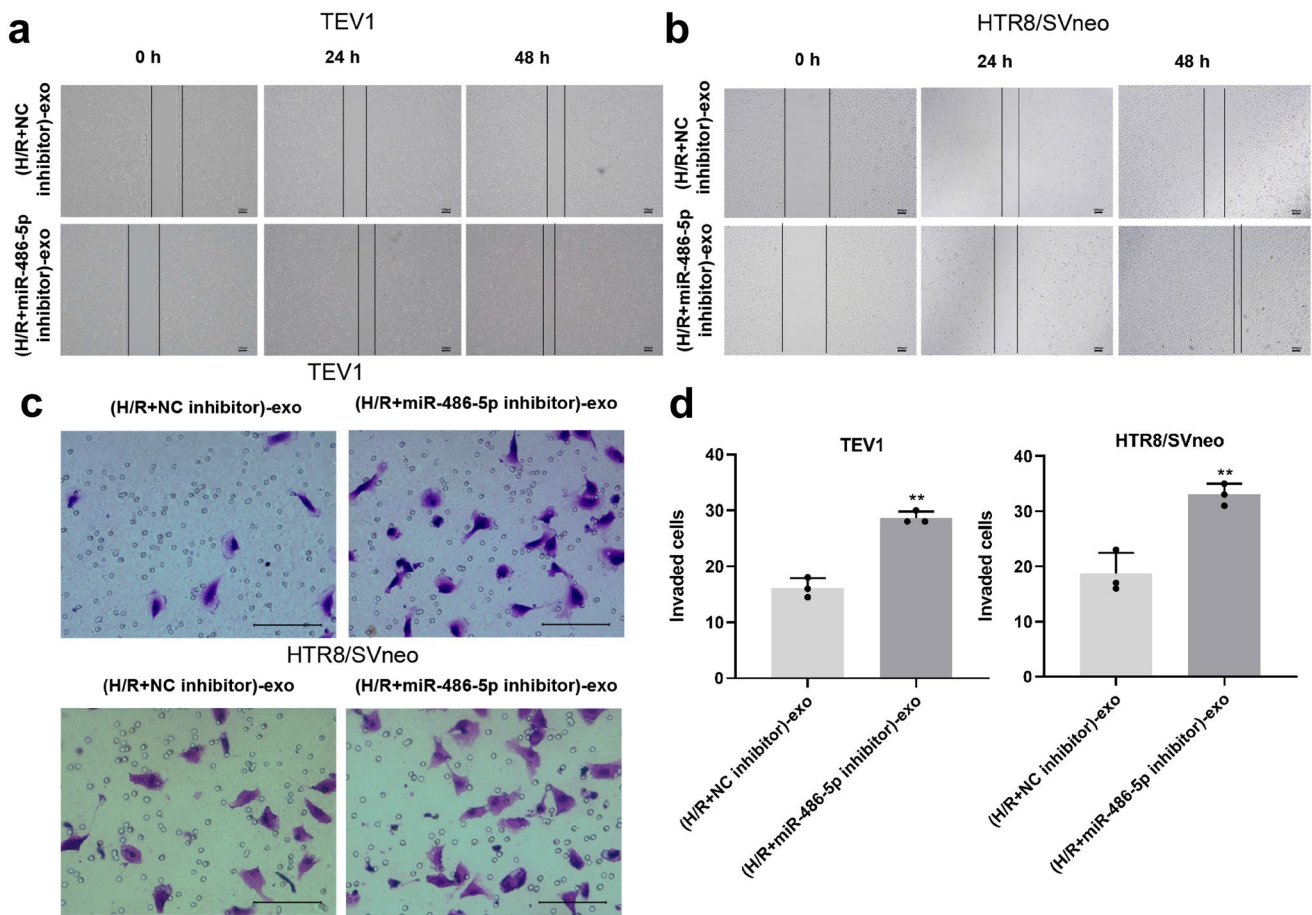 a
TEV1
0 h
24 h
48 h
(H/R+NC
inhibitor)-exo
(H/R+miR-486-5p
inhibitor)-exo
b
HTR8/SVneo
0 h
24 h
48 h
(H/R+NC
inhibitor)-exo
(H/R+miR-486-5p
inhibitor)-exo
c
TEV1
(H/R+NC inhibitor)-exo
(H/R+miR-486-5p inhibitor)-exo
HTR8/SVneo
(H/R+NC inhibitor)-exo
(H/R+miR-486-5p inhibitor)-exo
d
TEV1
Invaded cells
40
30
20
10
0
**
(H/R+NC inhibitor)-exo
(H/R+miR-486-5p inhibitor)-exo
HTR8/SVneo
Invaded cells
40
30
20
10
0
**
(H/R+NC inhibitor)-exo
(H/R+miR-486-5p inhibitor)-exo